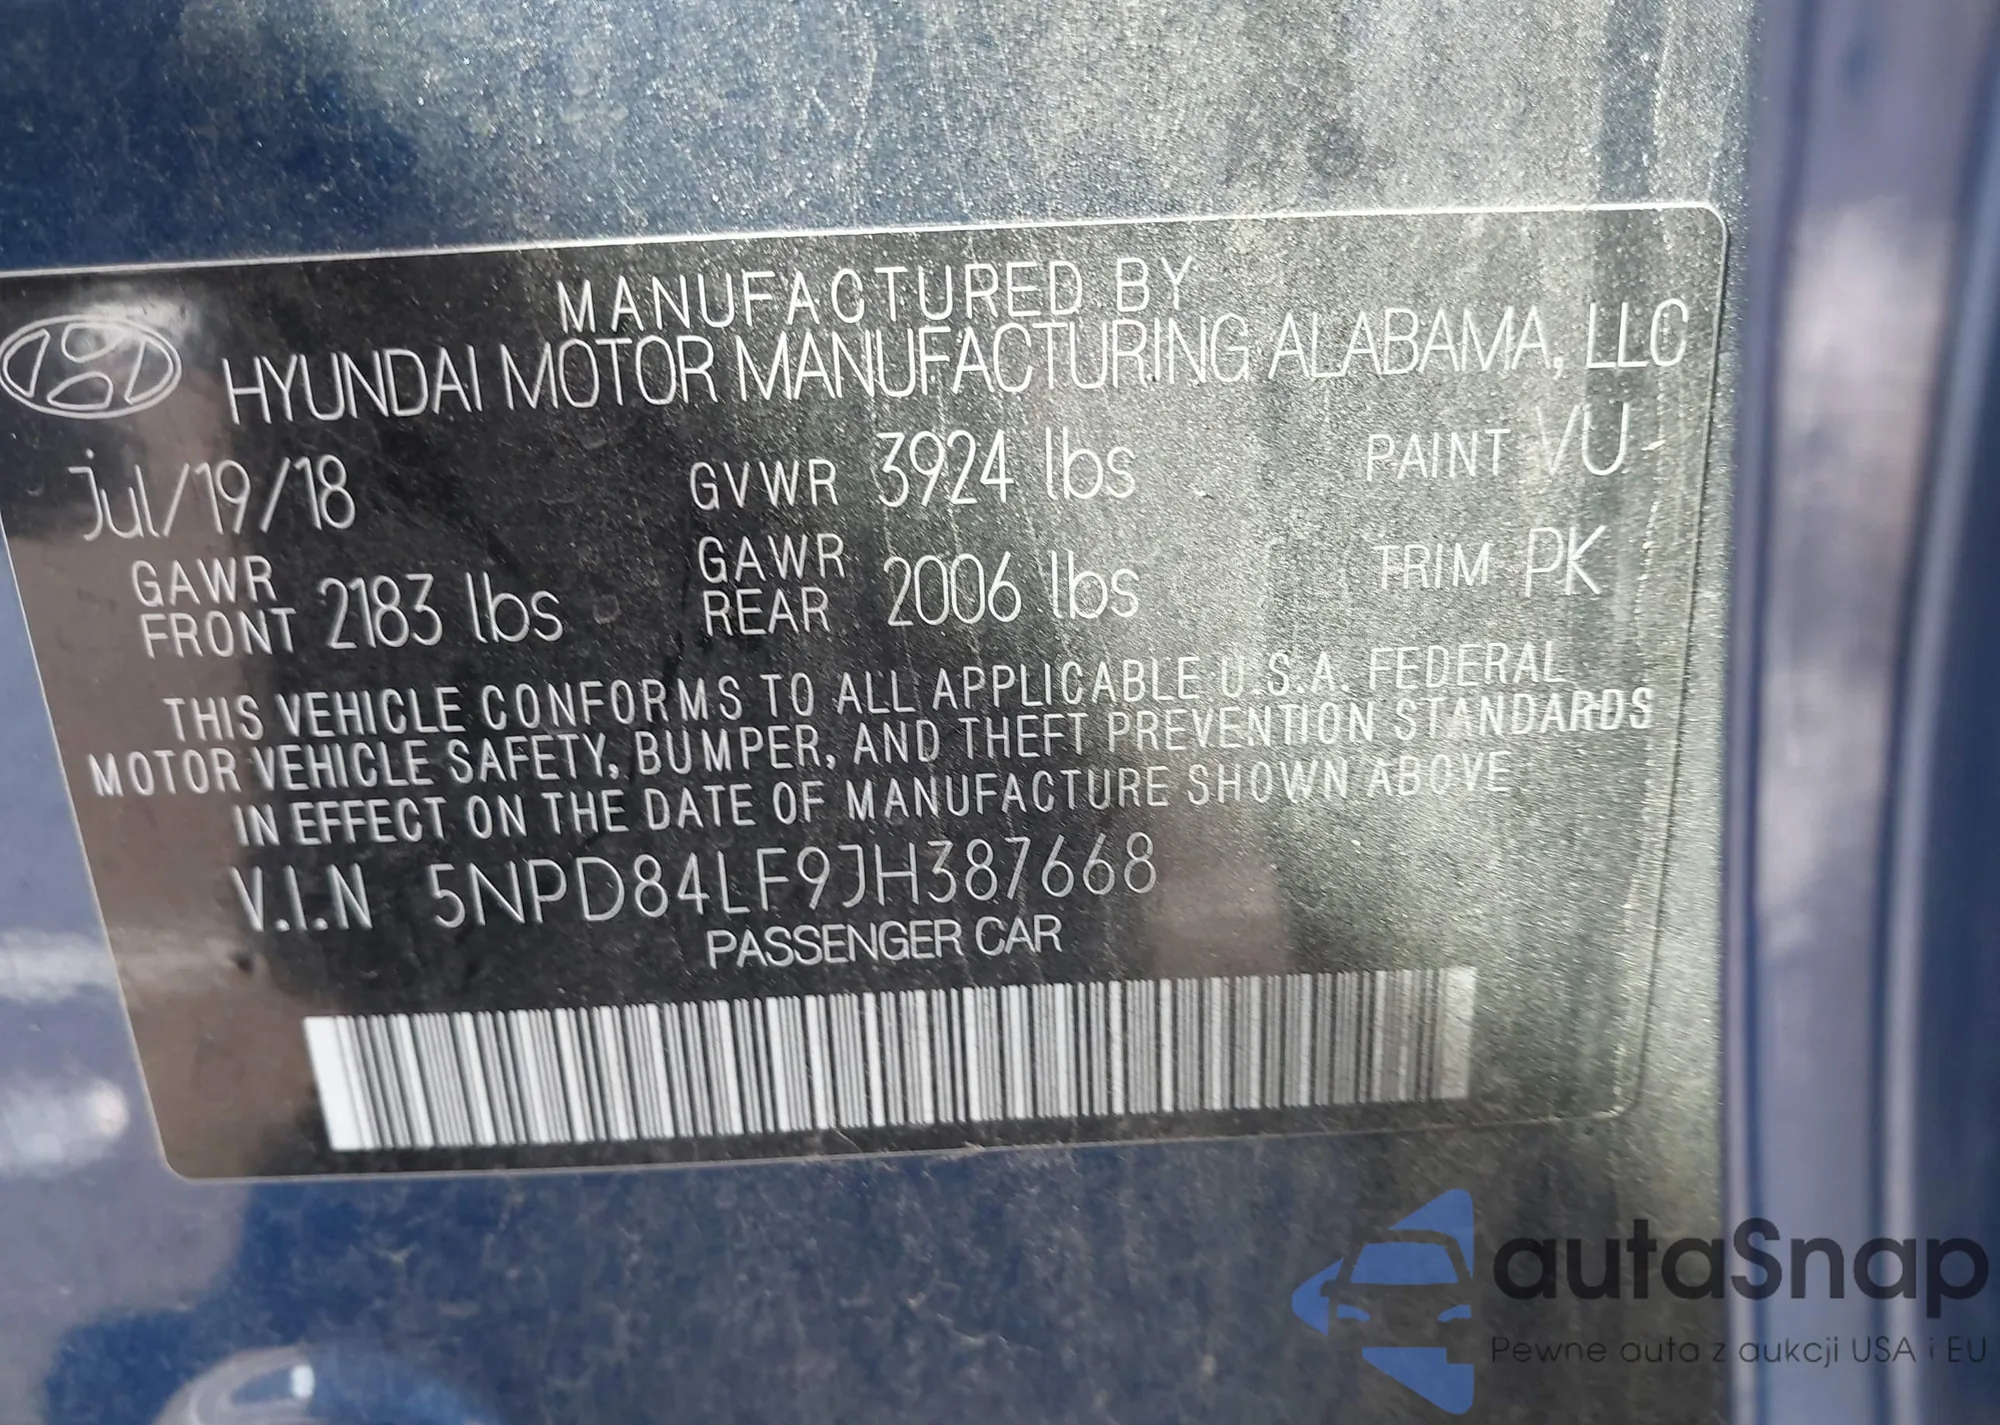 MANUFACTURED BY
HYUNDAI MOTOR MANUFACTURING ALABAMA, LLC
Jul/19/18 GVWR 3924 lbs PAINT VU
GAWR FRONT 2183 lbs GAWR REAR 2006 lbs TRIM PK
THIS VEHICLE CONFORMS TO ALL APPLICABLE U.S.A. FEDERAL
MOTOR VEHICLE SAFETY, BUMPER, AND THEFT PREVENTION STANDARDS
IN EFFECT ON THE DATE OF MANUFACTURE SHOWN ABOVE.
V.I.N 5NPD84LF9JH387668
PASSENGER CAR
autaSnap
Pewne auta z aukcji USA i EU